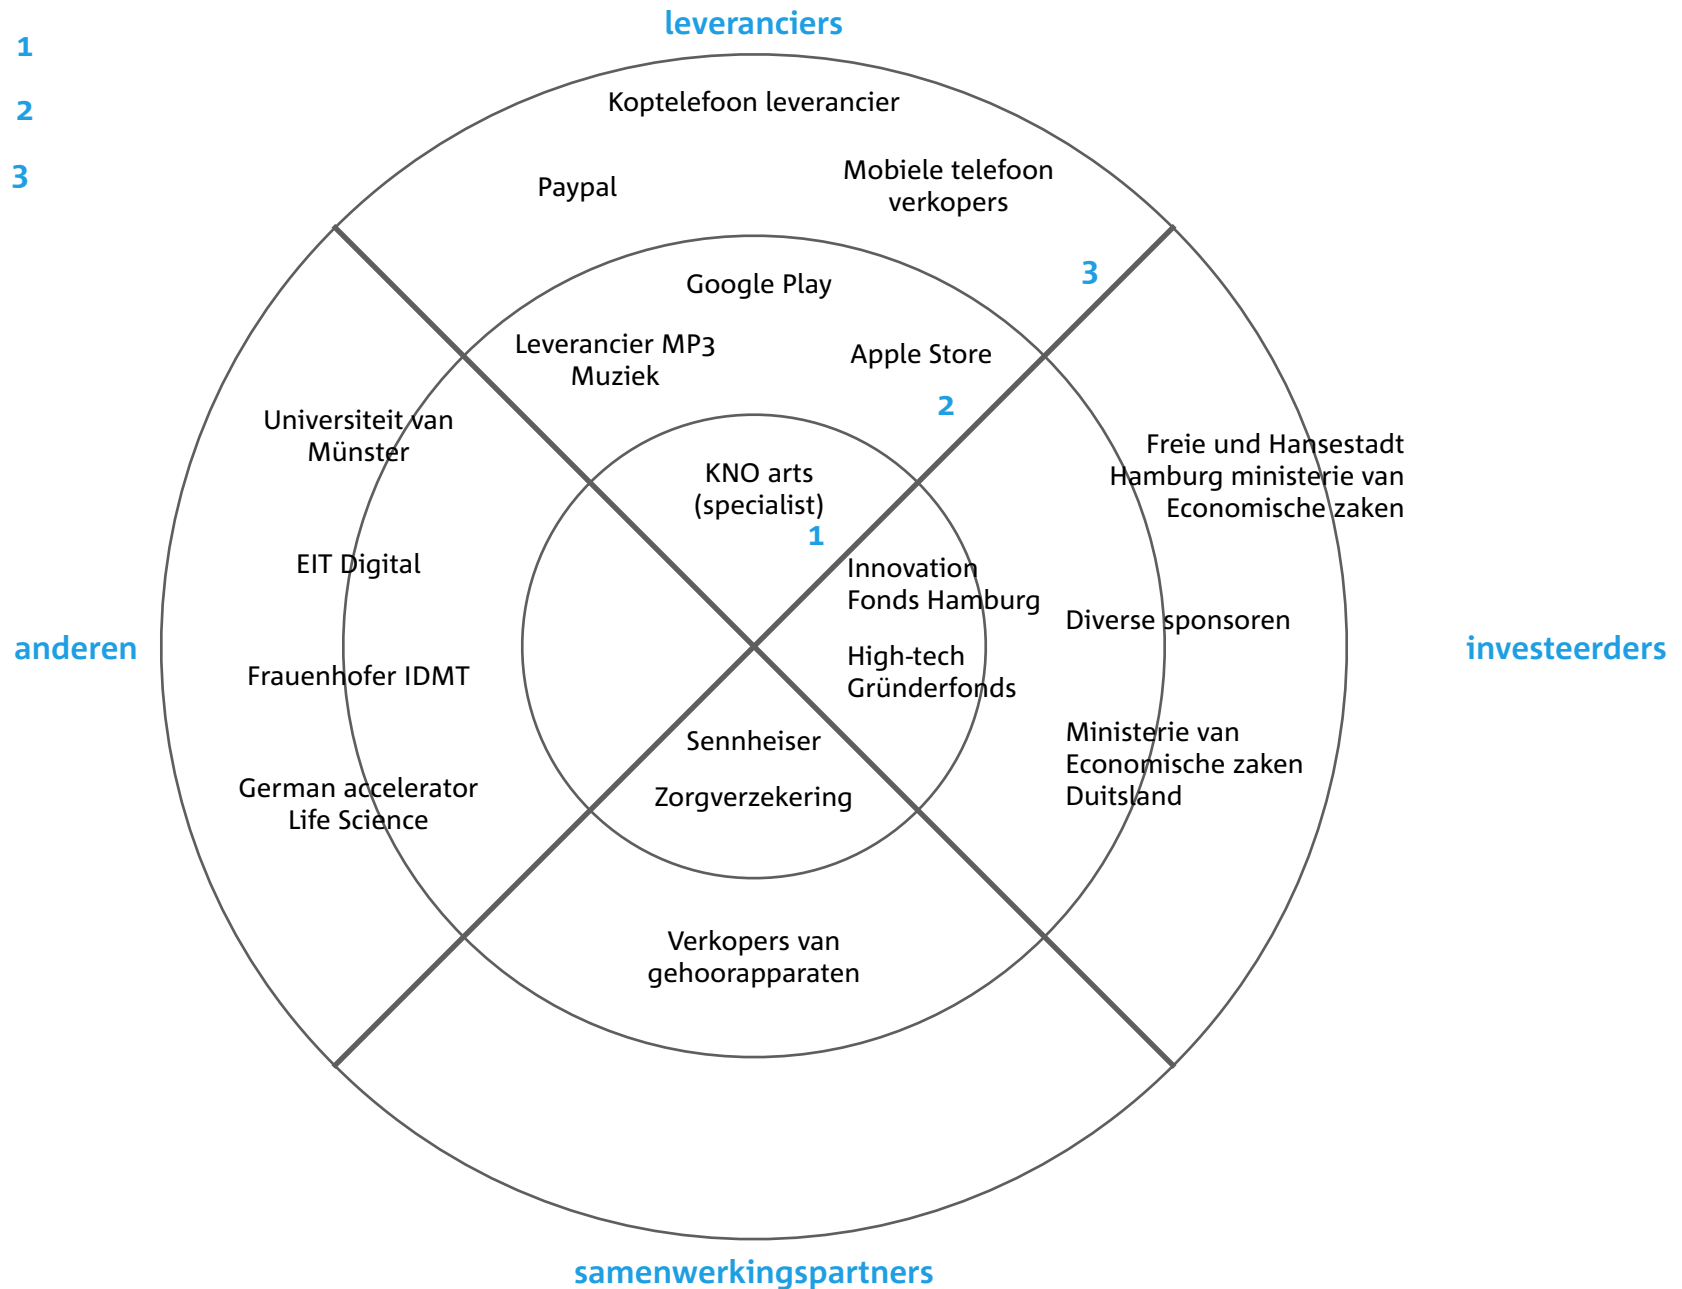 leveranciers
1
2
3
Koptelefoon leverancier
Paypal
Mobiele telefoon
verkopers
3
Google Play
Leverancier MP3
Muziek
Apple Store
2
KNO arts
(specialist)
1
Universiteit van
Münster
EIT Digital
Frauenhofer IDMT
German accelerator
Life Science
anderen
Innovation
Fonds Hamburg
High-tech
Gründerfonds
Freie und Hansestadt
Hamburg ministerie van
Economische zaken
Diverse sponsoren
Ministerie van
Economische zaken
Duitsland
investeerders
Sennheiser
Zorgverzekering
Verkopers van
gehoorapparaten
samenwerkingspartners